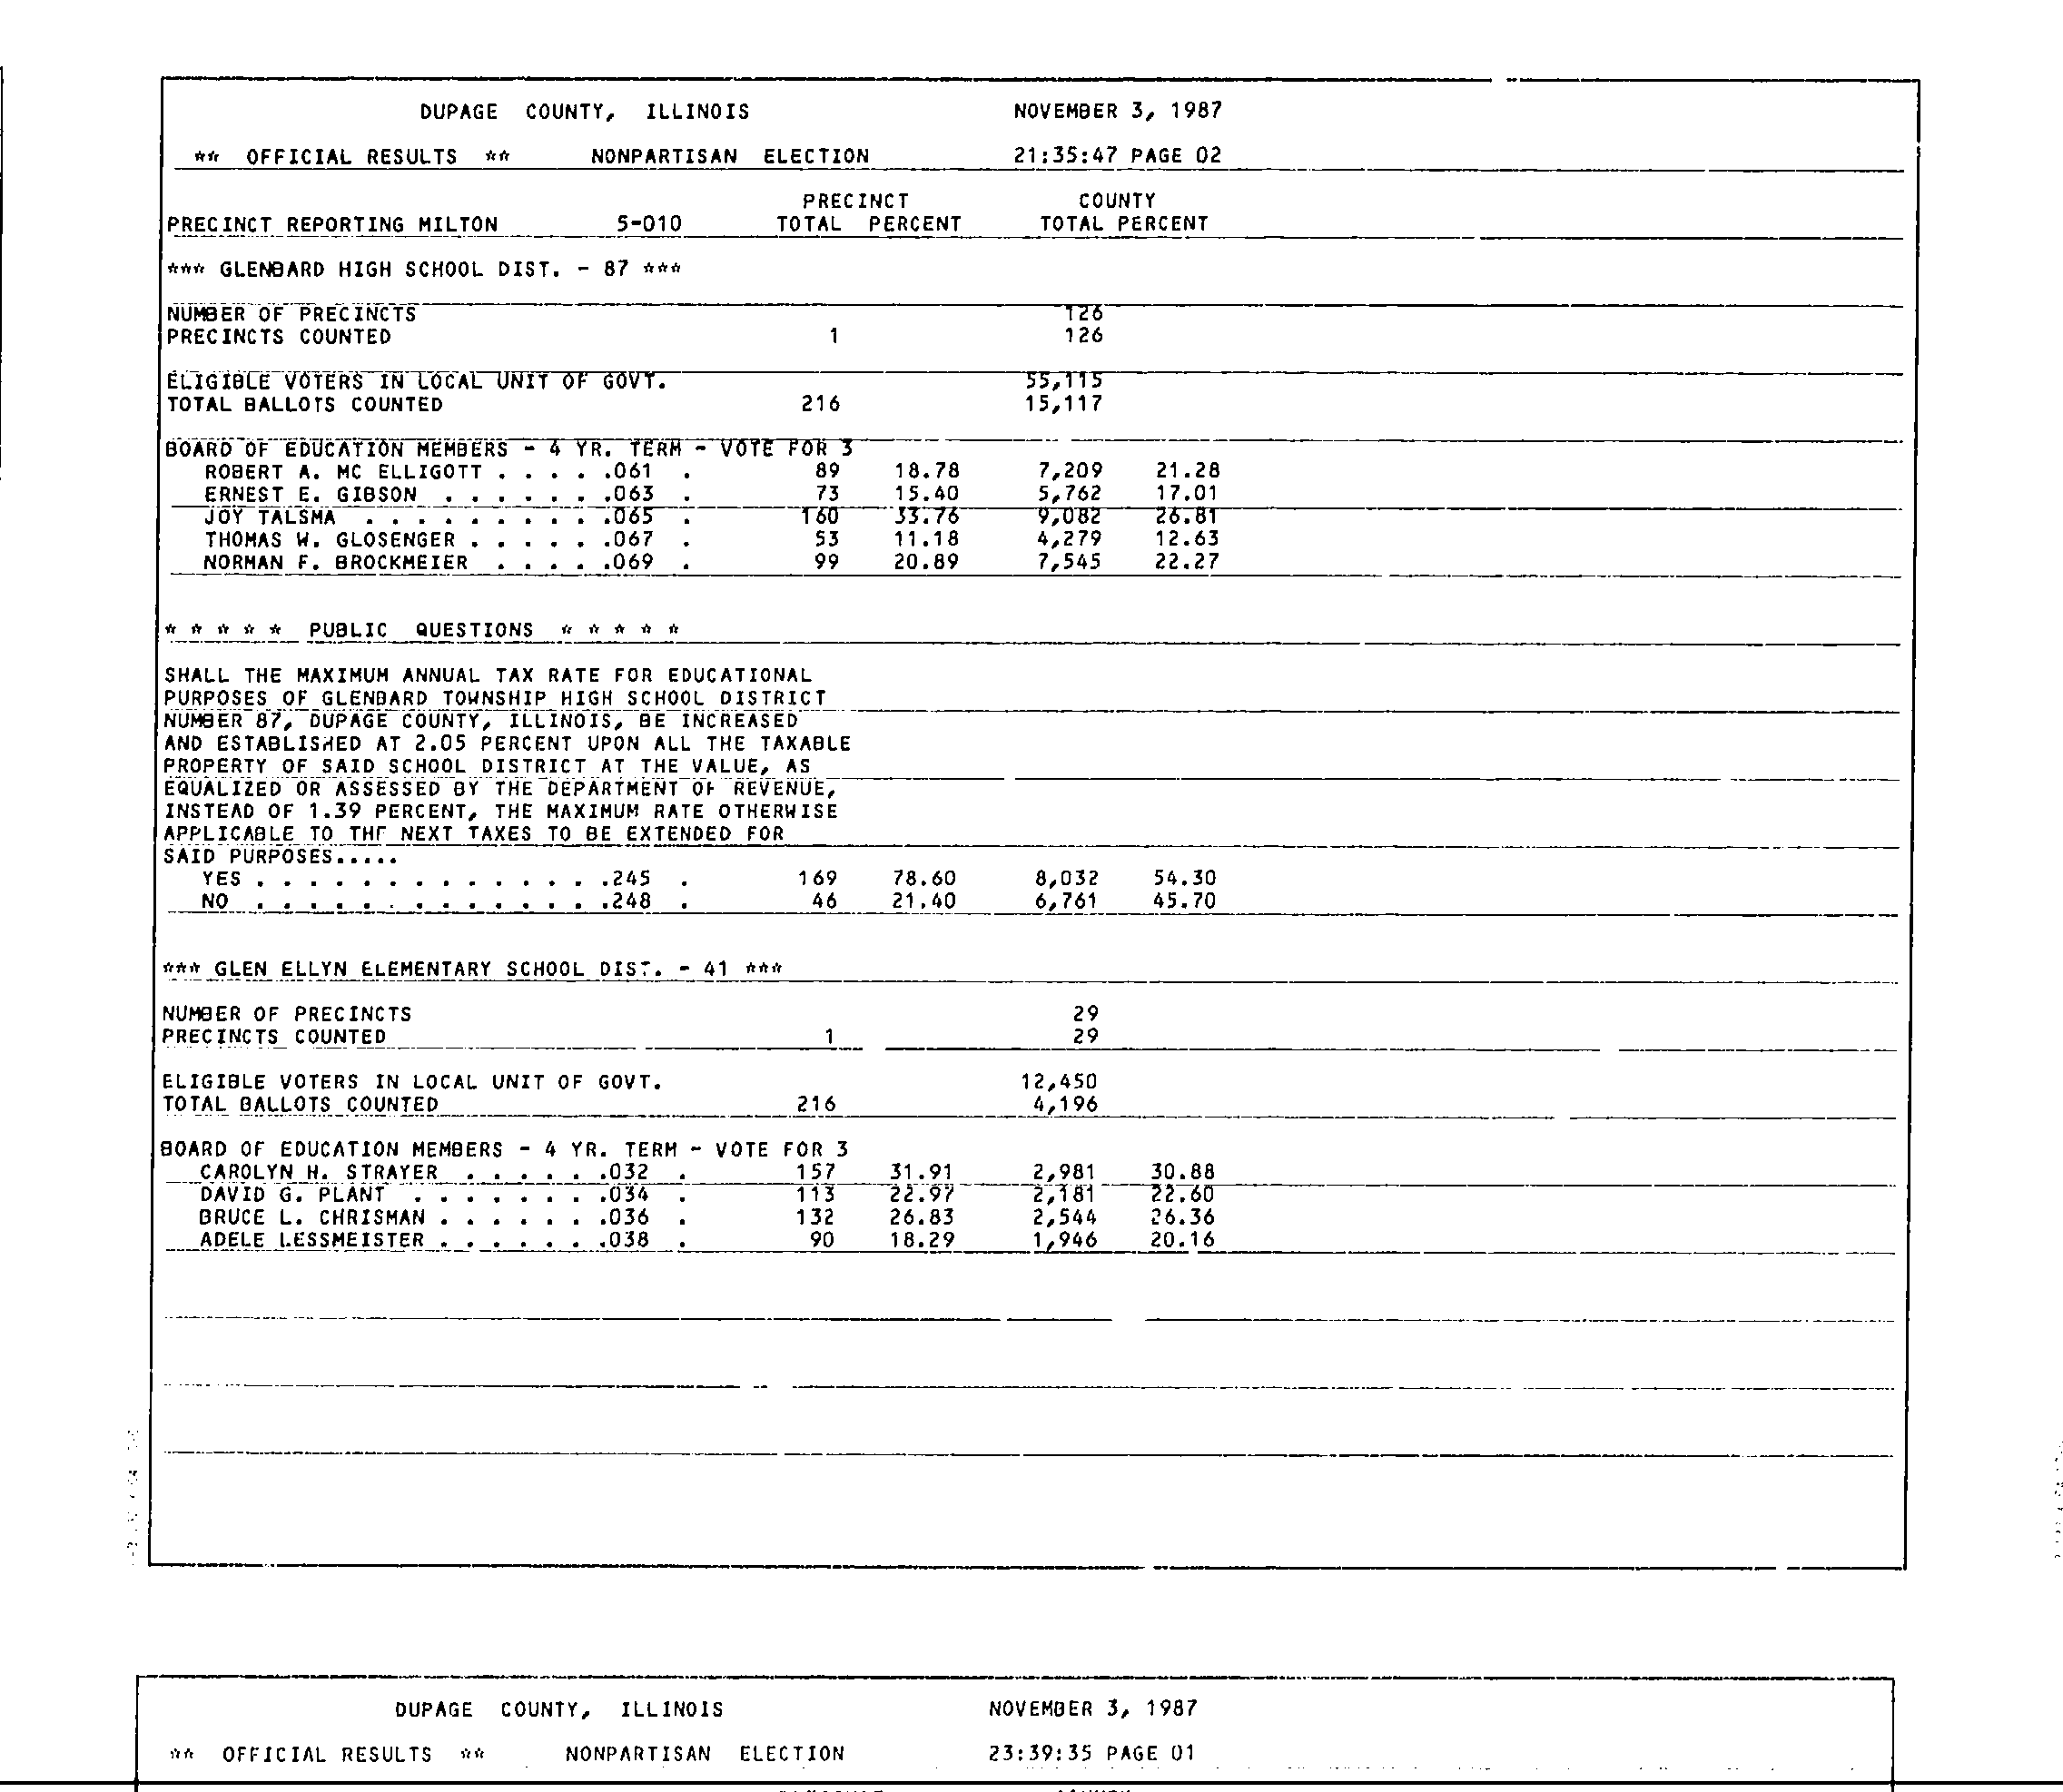 DUPAGE COUNTY, ILLINOIS NOVEMBER 3, 1987
** OFFICIAL RESULTS ** NONPARTISAN ELECTION 21:35:47 PAGE 02
PRECINCT COUNTY
PRECINCT REPORTING MILTON 5-010 TOTAL PERCENT TOTAL PERCENT
*** GLENBARD HIGH SCHOOL DIST. - 87 ***
NUMBER OF PRECINCTS 126
PRECINCTS COUNTED 1 126
ELIGIBLE VOTERS IN LOCAL UNIT OF GOVT. 55,115
TOTAL BALLOTS COUNTED 216 15,117
BOARD OF EDUCATION MEMBERS - 4 YR. TERM - VOTE FOR 3
ROBERT A. MC ELLIGOTT . . . . .061 . 89 18.78 7,209 21.28
ERNEST E. GIBSON . . . . . . .063 . 73 15.40 5,762 17.01
JOY TALSMA . . . . . . . . . .065 . 160 33.76 9,082 26.81
THOMAS W. GLOSENGER . . . . . .067 . 53 11.18 4,279 12.63
NORMAN F. BROCKMEIER . . . . .069 . 99 20.89 7,545 22.27
* * * * * PUBLIC QUESTIONS * * * * *
SHALL THE MAXIMUM ANNUAL TAX RATE FOR EDUCATIONAL
PURPOSES OF GLENBARD TOWNSHIP HIGH SCHOOL DISTRICT
NUMBER 87, DUPAGE COUNTY, ILLINOIS, BE INCREASED
AND ESTABLISHED AT 2.05 PERCENT UPON ALL THE TAXABLE
PROPERTY OF SAID SCHOOL DISTRICT AT THE VALUE, AS
EQUALIZED OR ASSESSED BY THE DEPARTMENT OF REVENUE,
INSTEAD OF 1.39 PERCENT, THE MAXIMUM RATE OTHERWISE
APPLICABLE TO THE NEXT TAXES TO BE EXTENDED FOR
SAID PURPOSES.....
YES . . . . . . . . . . . . . .245 . 169 78.60 8,032 54.30
NO . . . . . . . . . . . . . .248 . 46 21.40 6,761 45.70
*** GLEN ELLYN ELEMENTARY SCHOOL DIST. - 41 ***
NUMBER OF PRECINCTS 29
PRECINCTS COUNTED 1 29
ELIGIBLE VOTERS IN LOCAL UNIT OF GOVT. 12,450
TOTAL BALLOTS COUNTED 216 4,196
BOARD OF EDUCATION MEMBERS - 4 YR. TERM - VOTE FOR 3
CAROLYN H. STRAYER . . . . . .032 . 157 31.91 2,981 30.88
DAVID G. PLANT . . . . . . . .034 . 113 22.97 2,181 22.60
BRUCE L. CHRISMAN . . . . . . .036 . 132 26.83 2,544 26.36
ADELE LESSMEISTER . . . . . . .038 . 90 18.29 1,946 20.16
DUPAGE COUNTY, ILLINOIS NOVEMBER 3, 1987
** OFFICIAL RESULTS ** NONPARTISAN ELECTION 23:39:35 PAGE 01